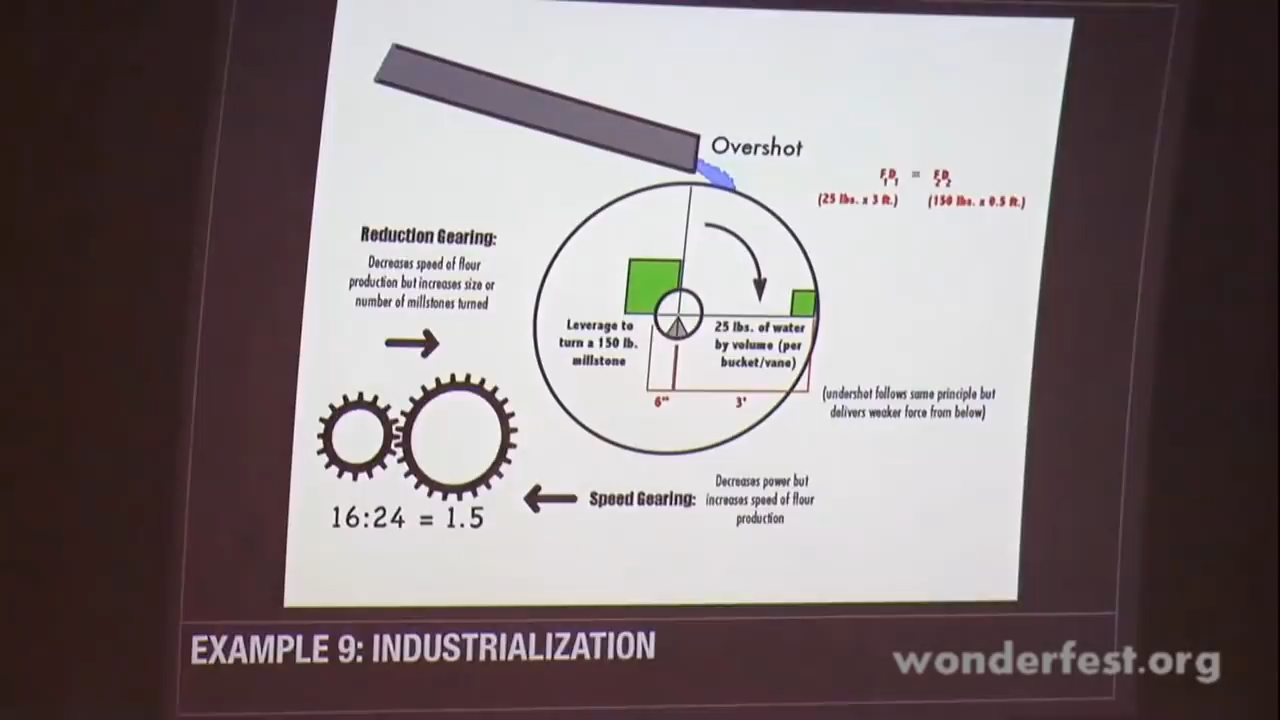 Overshot
F₁D₁ = F₂D₂
(25 lbs. x 3 ft.) (150 lbs. x 0.5 ft.)
Reduction Gearing:
Decreases speed of flour
production but increases size or
number of millstones turned
Leverage to
turn a 150 lb.
millstone
25 lbs. of water
by volume (per
bucket/vane)
6"
3'
(undershot follows same principle but
delivers weaker force from below)
Speed Gearing:
Decreases power but
increases speed of flour
production
16:24 = 1.5
EXAMPLE 9: INDUSTRIALIZATION
wonderfest.org